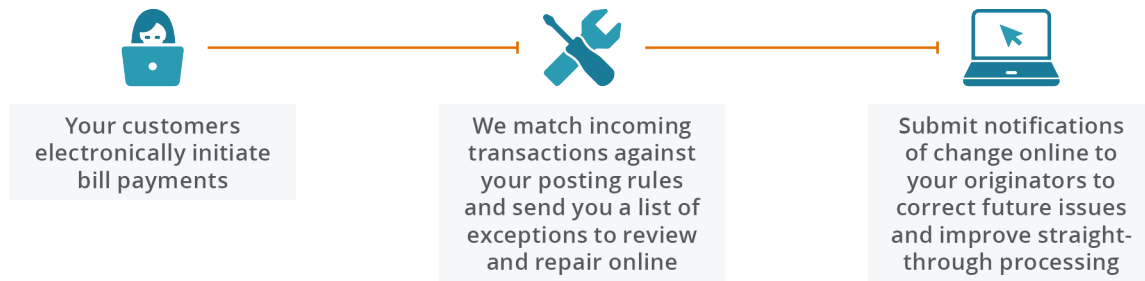 Your customers
electronically initiate
bill payments
We match incoming
transactions against
your posting rules
and send you a list of
exceptions to review
and repair online
Submit notifications
of change online to
your originators to
correct future issues
and improve straight-
through processing